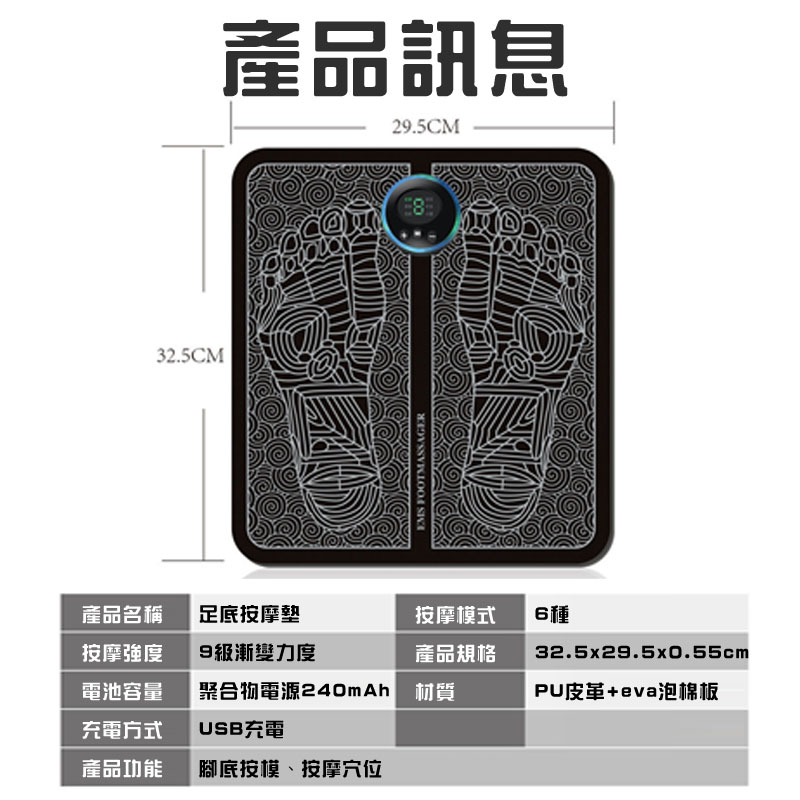 產品訊息
29.5CM
32.5CM
8
EMS FOOTMASSAGER
產品名稱 足底按摩墊 按摩模式 6種
按摩強度 9級漸變力度 產品規格 32.5x29.5x0.55cm
電池容量 聚合物電源240mAh 材質 PU皮革+eva泡棉板
充電方式 USB充電
產品功能 腳底按模、按摩穴位